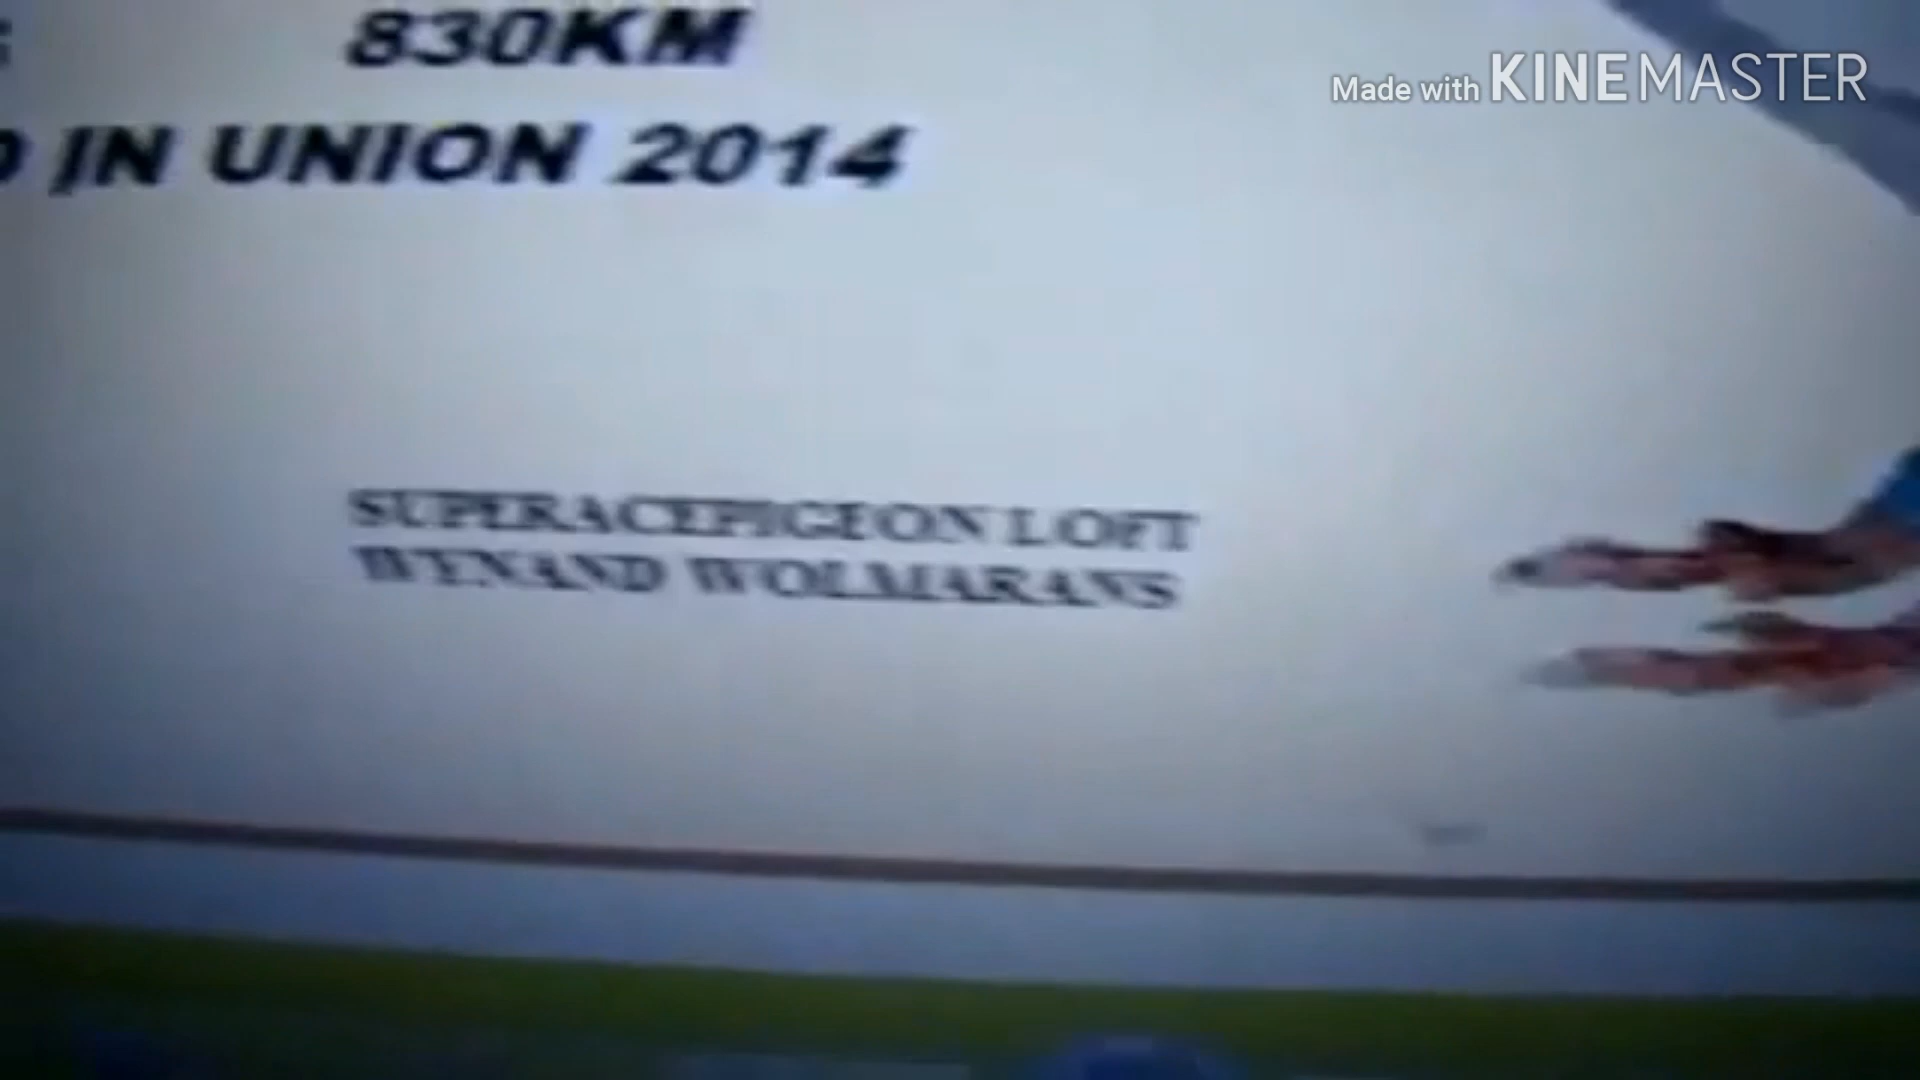 830KM
Made with KINEMASTER
IN UNION 2014
SUPERACEPIGEON LOFT
WYNAND WOLMARANS